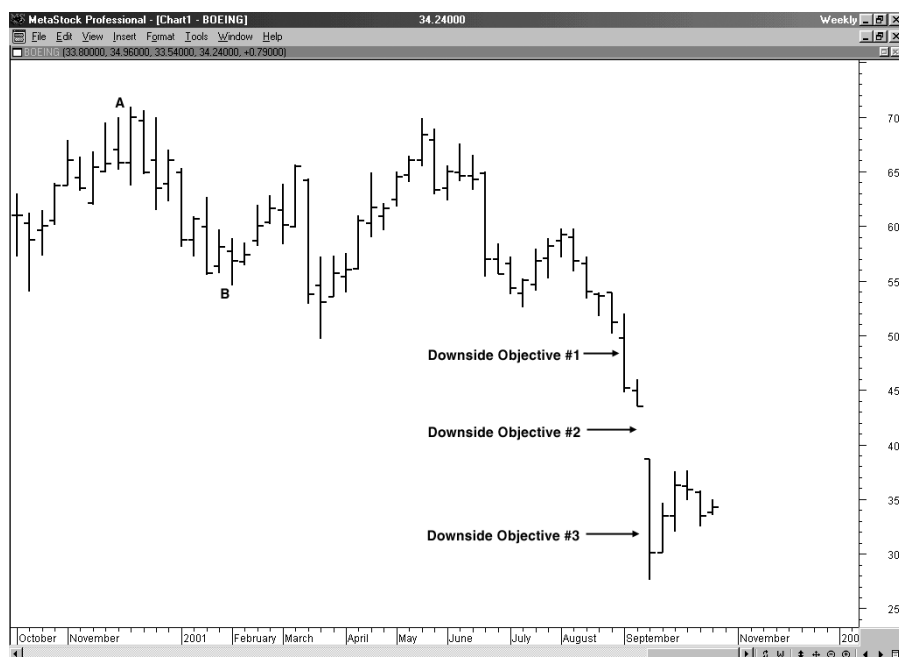 MetaStock Professional - [Chart1 - BOEING] 34.24000 Weekly
File Edit View Insert Format Tools Window Help
BOEING (33.80000, 34.96000, 33.54000, 34.24000, +0.79000)
A
70
65
60
55
B
50
Downside Objective #1
45
Downside Objective #2
40
35
Downside Objective #3
30
25
October November 2001 February March April May June July August September November 200